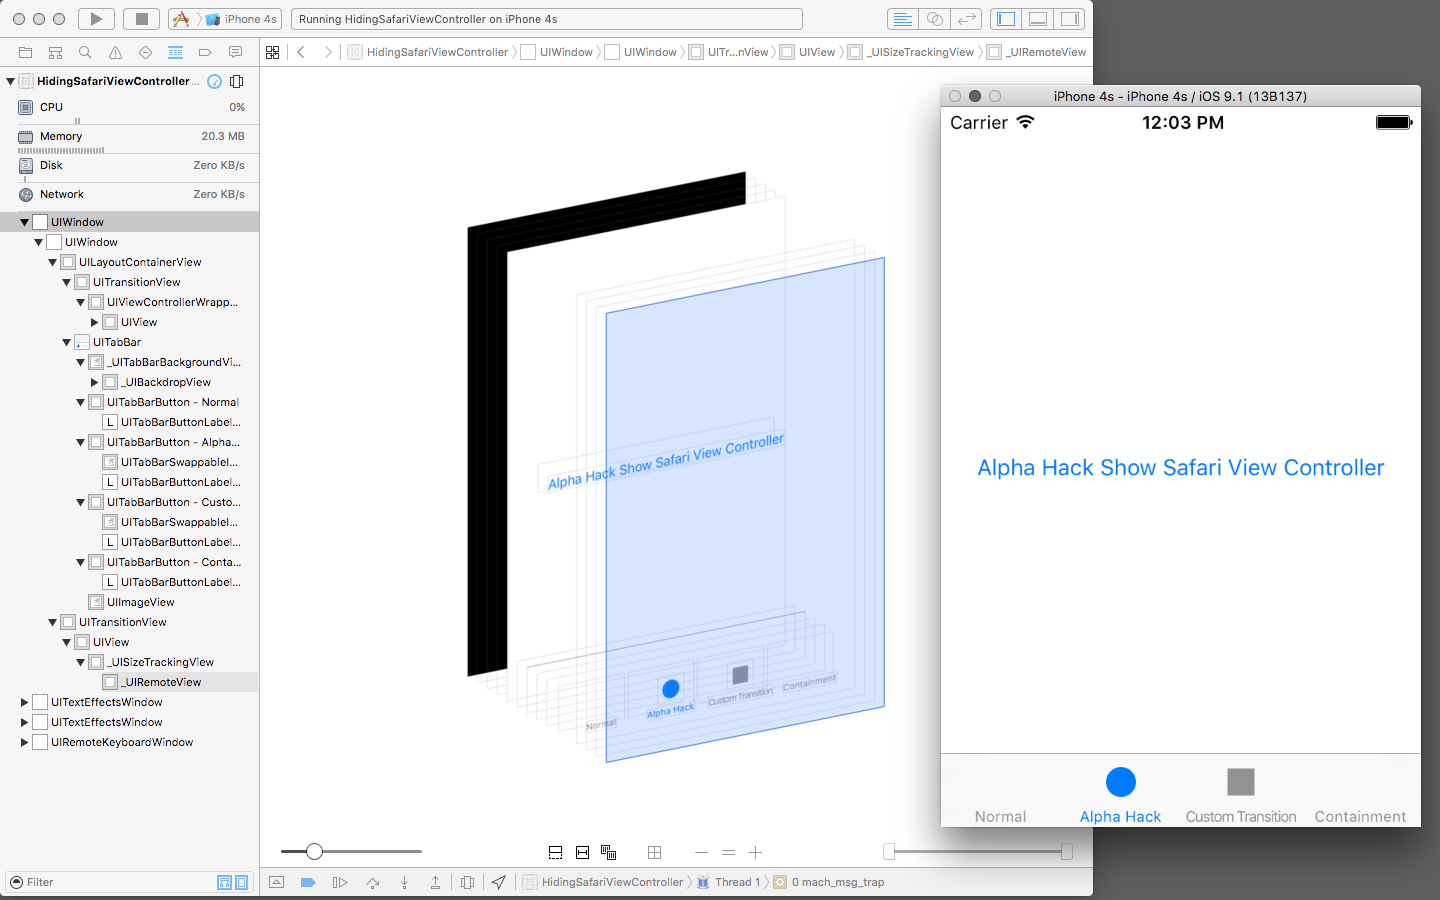 iPhone 4s
Running HidingSafariViewController on iPhone 4s
HidingSafariViewController
UIWindow
UIWindow
UITr...nView
UIView
_UISizeTrackingView
_UIRemoteView
HidingSafariViewController...
CPU
0%
Memory
20.3 MB
Disk
Zero KB/s
Network
Zero KB/s
UIWindow
UIWindow
UILayoutContainerView
UITransitionView
UIViewControllerWrapp...
UIView
UITabBar
_UITabBarBackgroundVi...
_UIBackdropView
UITabBarButton - Normal
L UITabBarButtonLabel...
UITabBarButton - Alpha...
UITabBarSwappableI...
L UITabBarButtonLabel...
UITabBarButton - Custo...
UITabBarSwappableI...
L UITabBarButtonLabel...
UITabBarButton - Conta...
L UITabBarButtonLabel...
UIImageView
UITransitionView
UIView
_UISizeTrackingView
_UIRemoteView
UITextEffectsWindow
UITextEffectsWindow
UIRemoteKeyboardWindow
Filter
Alpha Hack Show Safari View Controller
Normal
Alpha Hack
Custom Transition
Containment
HidingSafariViewController
Thread 1
0 mach_msg_trap
iPhone 4s - iPhone 4s / iOS 9.1 (13B137)
Carrier
12:03 PM
Alpha Hack Show Safari View Controller
Normal
Alpha Hack
Custom Transition
Containment